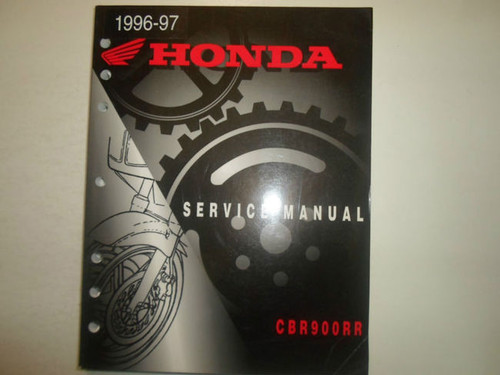 1996-97
HONDA
SERVICE MANUAL
CBR900RR